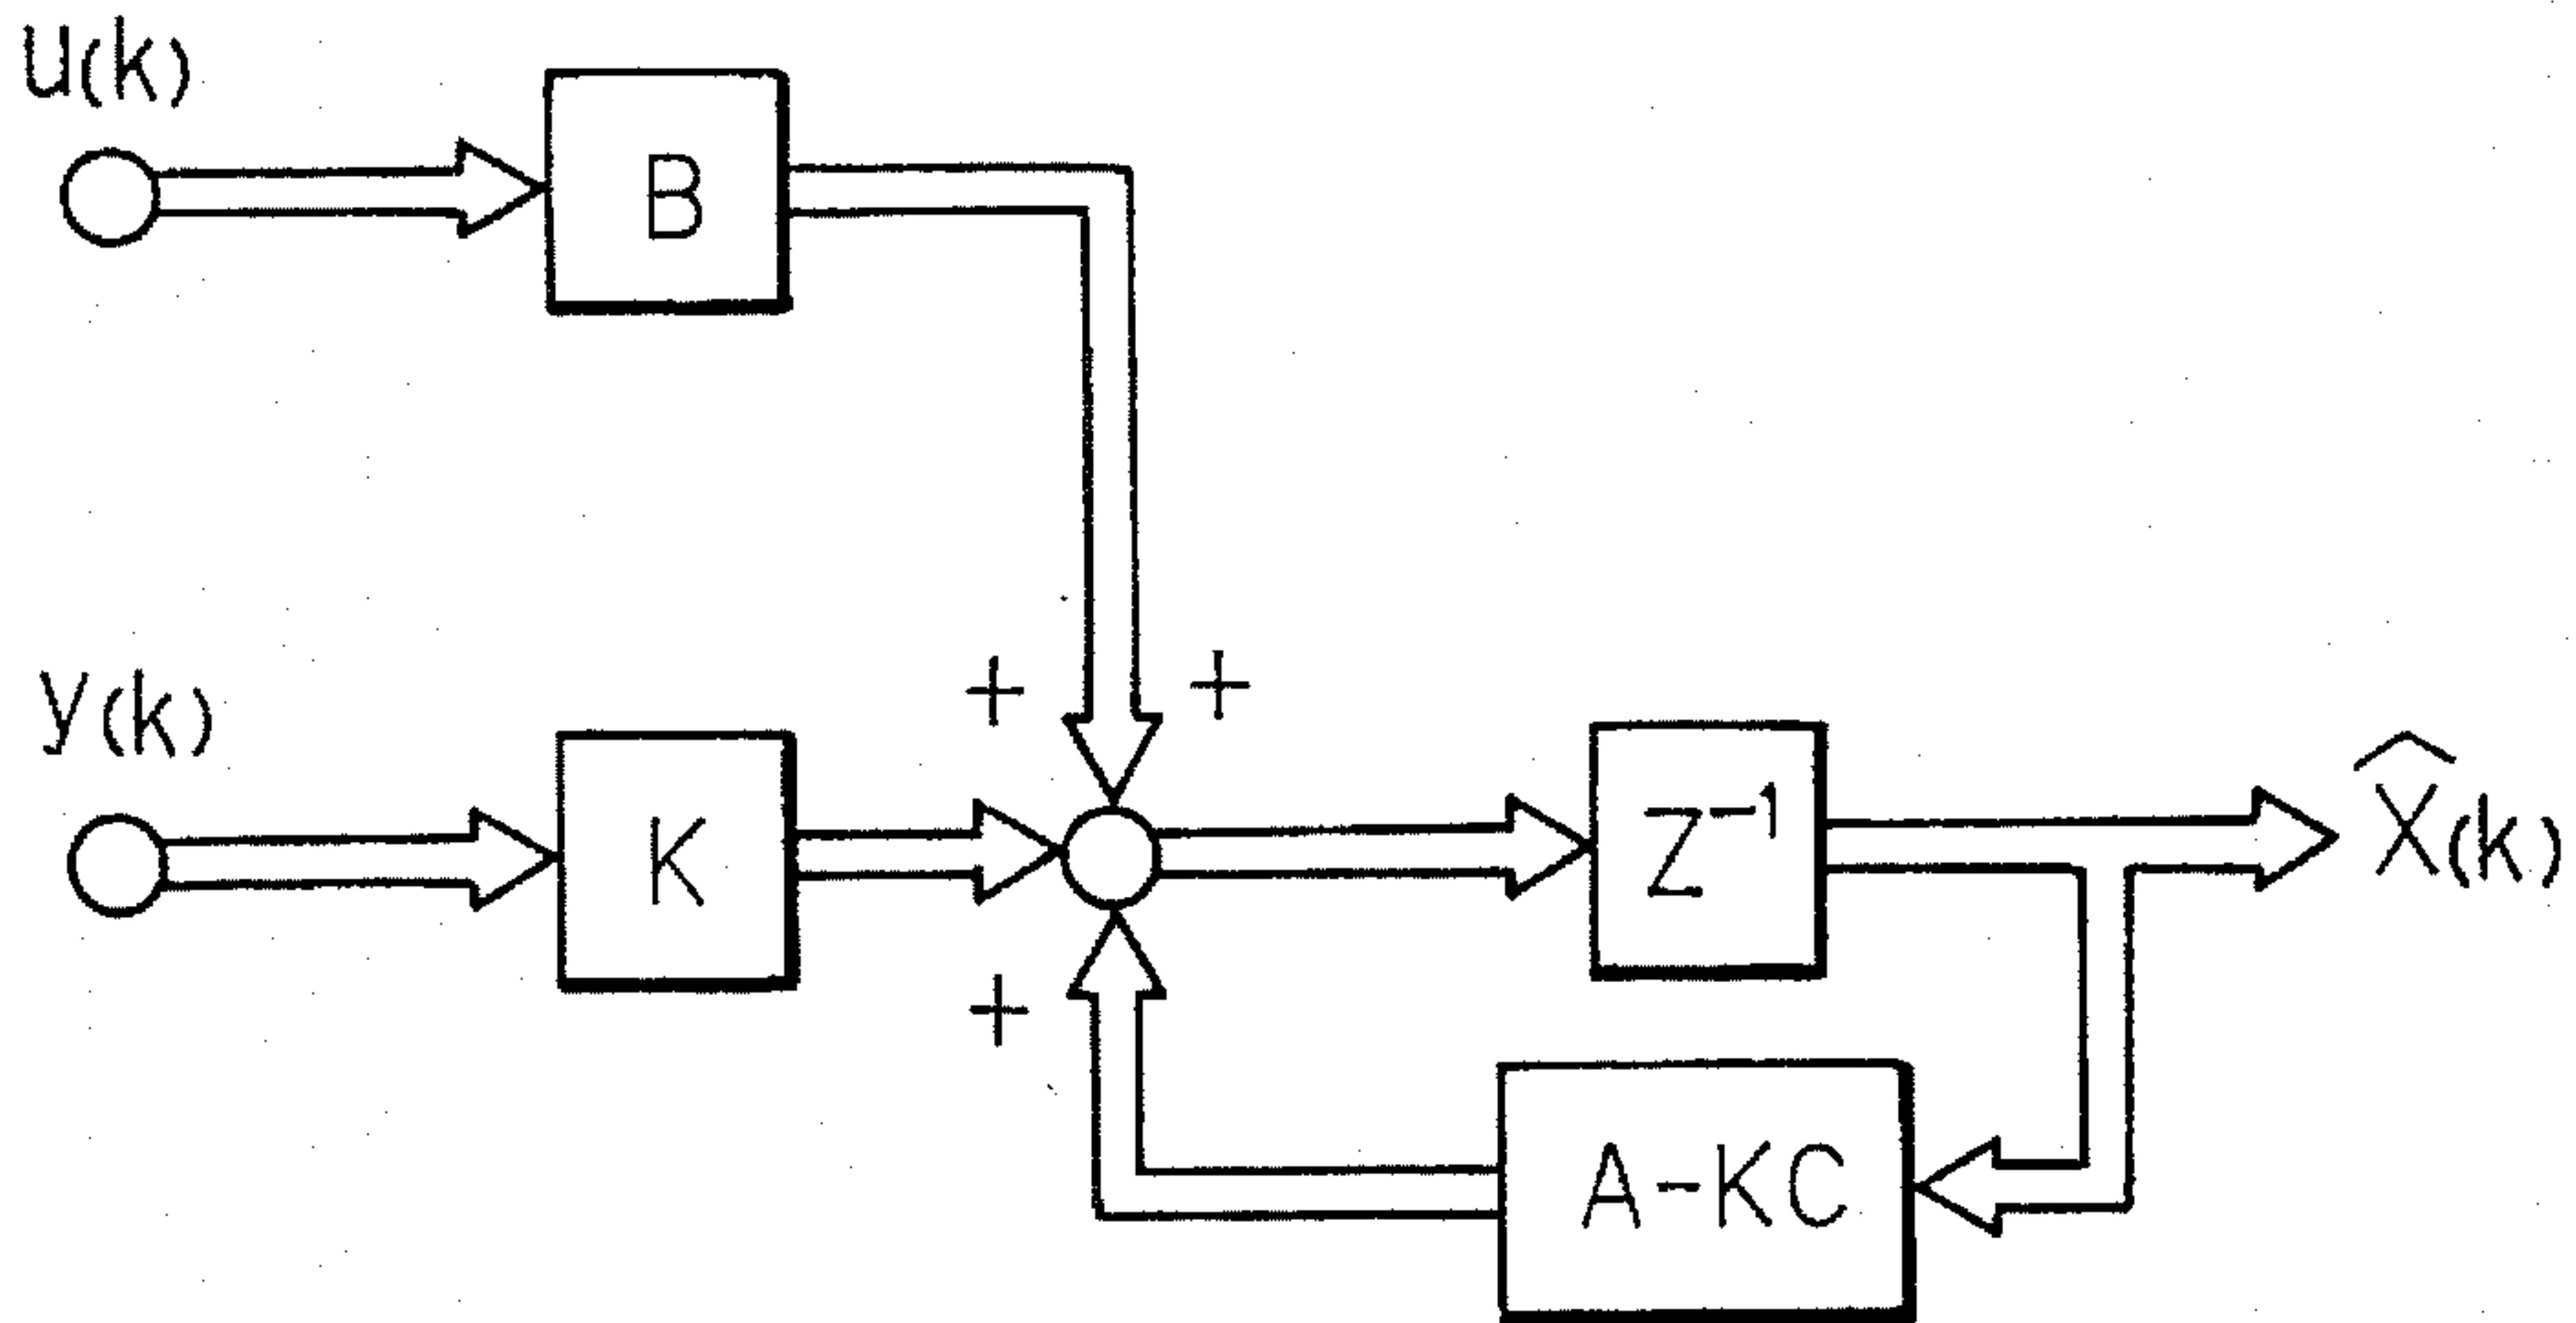 u(k)
B
y(k)
+ +
K
Z⁻¹
X̂(k)
+
A-KC